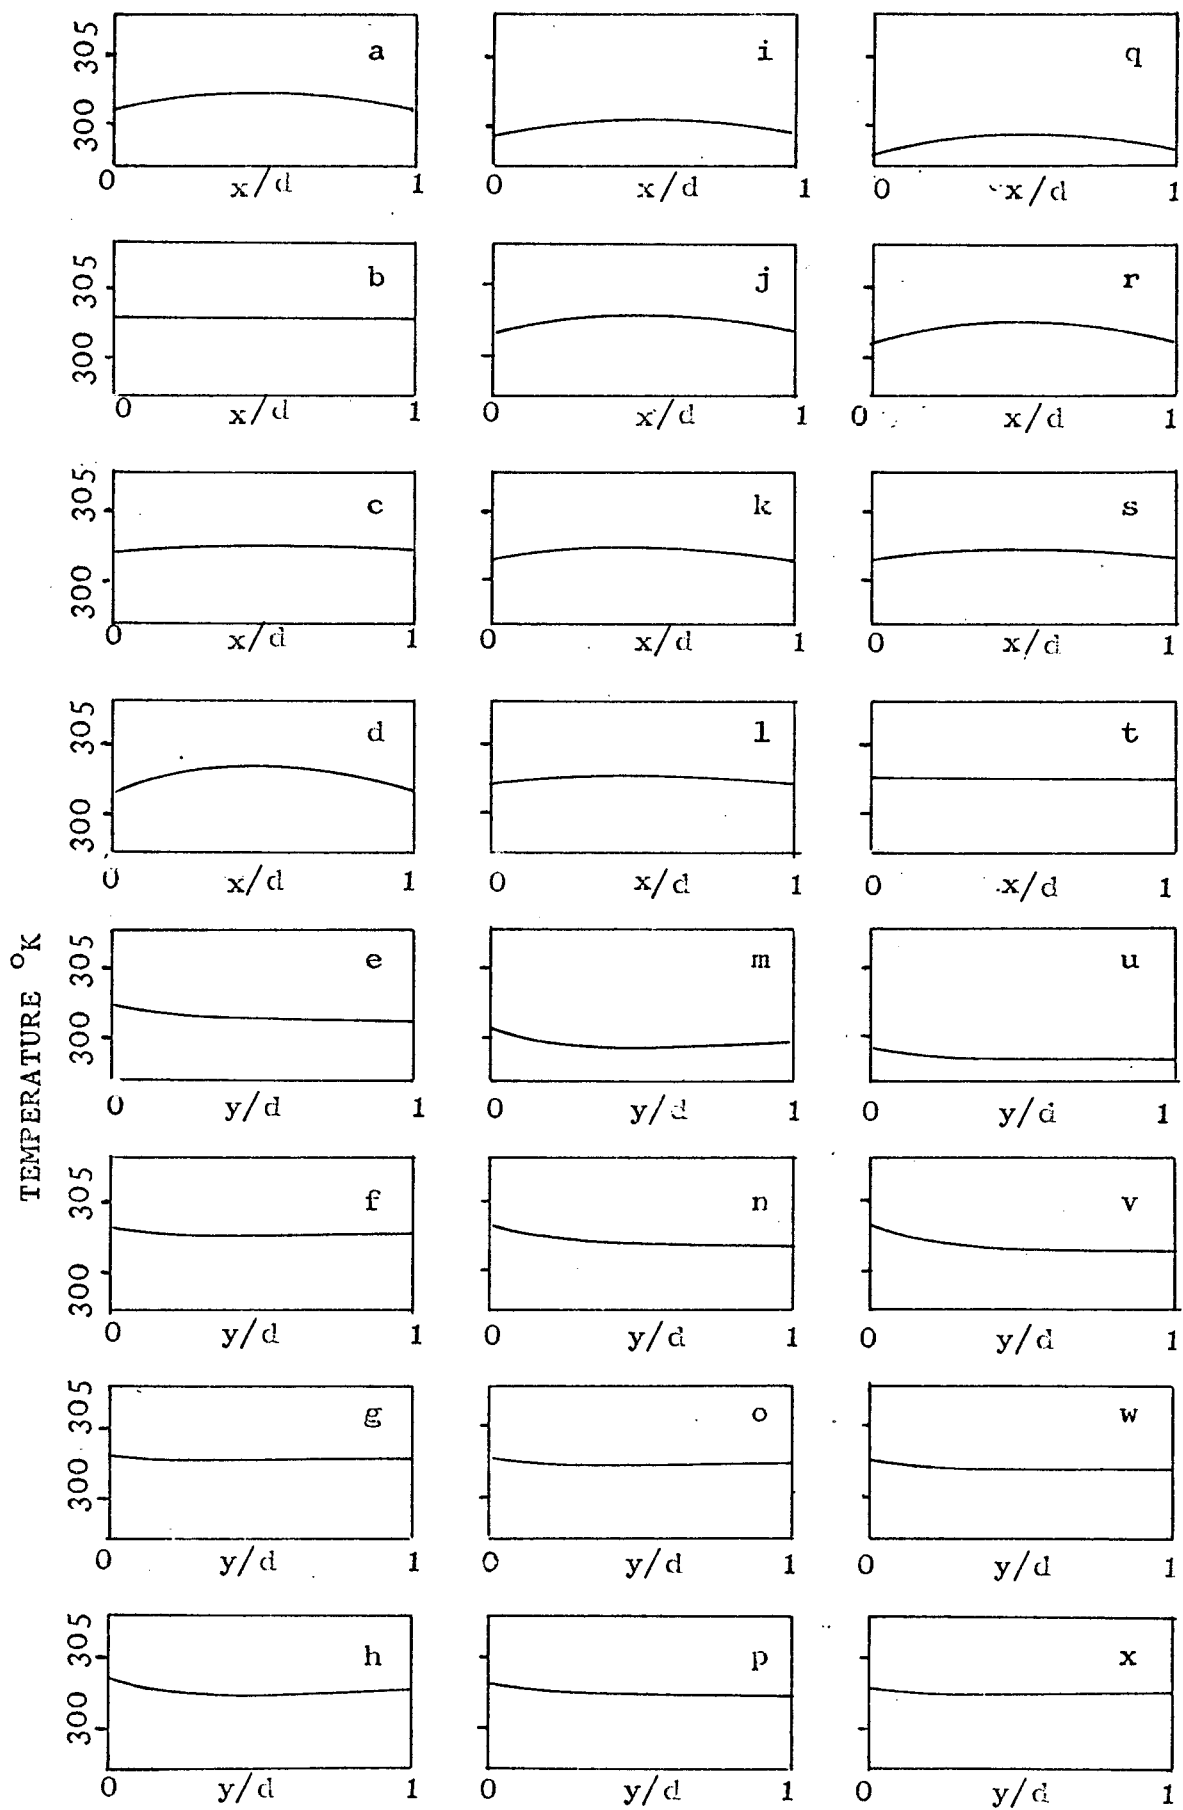 TEMPERATURE °K
305 a i q
300
0 x/d 1 0 x/d 1 0 x/d 1
305 b j r
300
0 x/d 1 0 x/d 1 0 x/d 1
305 c k s
300
0 x/d 1 0 x/d 1 0 x/d 1
305 d l t
300
0 x/d 1 0 x/d 1 0 x/d 1
305 e m u
300
0 y/d 1 0 y/d 1 0 y/d 1
305 f n v
300
0 y/d 1 0 y/d 1 0 y/d 1
305 g o w
300
0 y/d 1 0 y/d 1 0 y/d 1
305 h p x
300
0 y/d 1 0 y/d 1 0 y/d 1